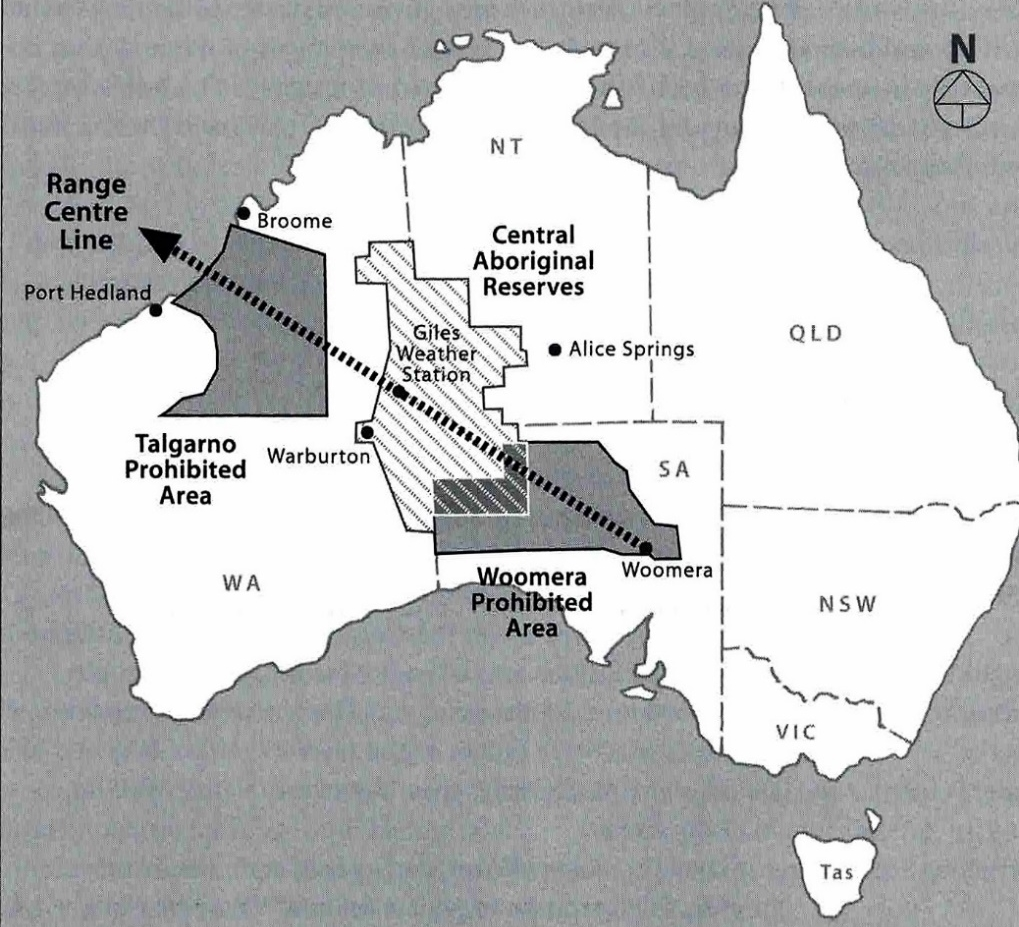 N
NT
Range
Centre
Line
Broome
Central
Aboriginal
Reserves
Port Hedland
Giles
Weather
Station
Alice Springs
QLD
Talgarno
Prohibited
Area
Warburton
SA
WA
Woomera
Prohibited
Area
Woomera
NSW
VIC
Tas